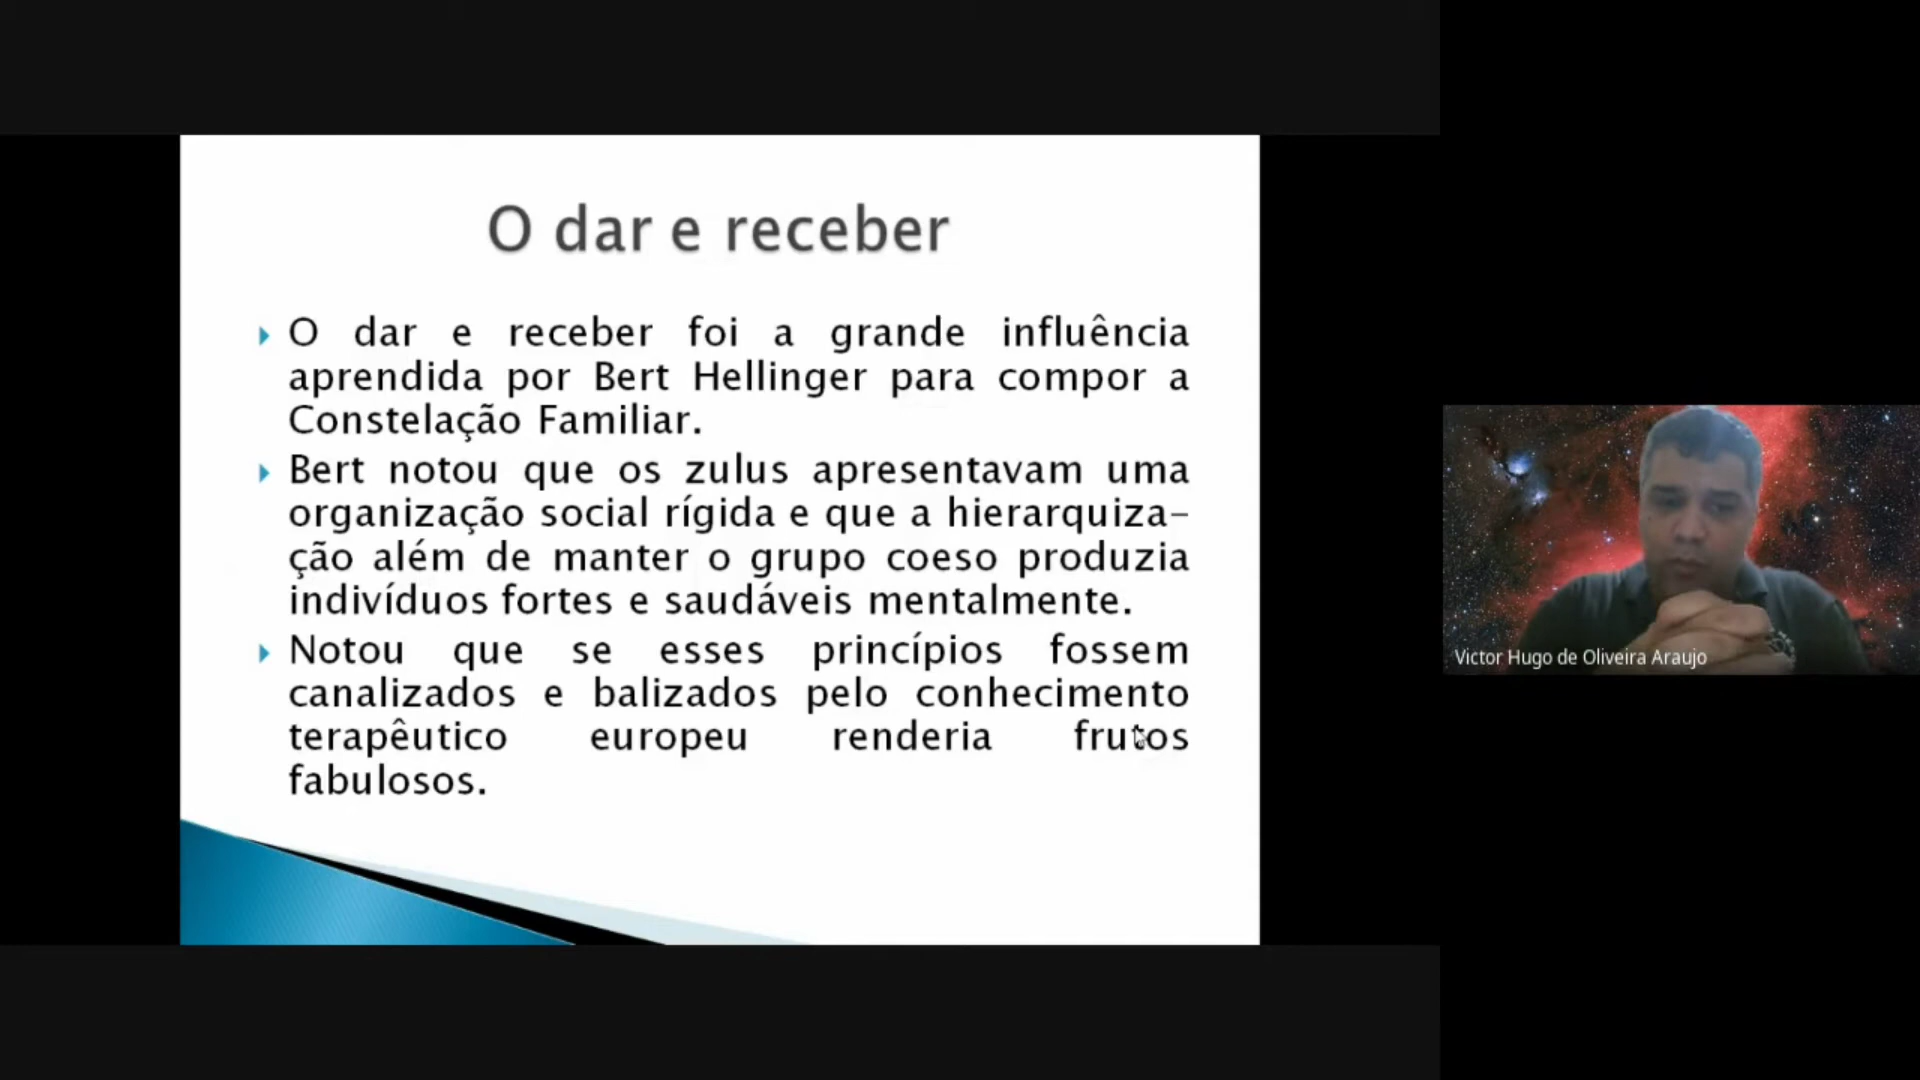 O dar e receber
O dar e receber foi a grande influência
aprendida por Bert Hellinger para compor a
Constelação Familiar.
Bert notou que os zulus apresentavam uma
organização social rígida e que a hierarquiza-
ção além de manter o grupo coeso produzia
indivíduos fortes e saudáveis mentalmente.
Notou que se esses princípios fossem
canalizados e balizados pelo conhecimento
terapêutico europeu renderia frutos
fabulosos.
Victor Hugo de Oliveira Araujo